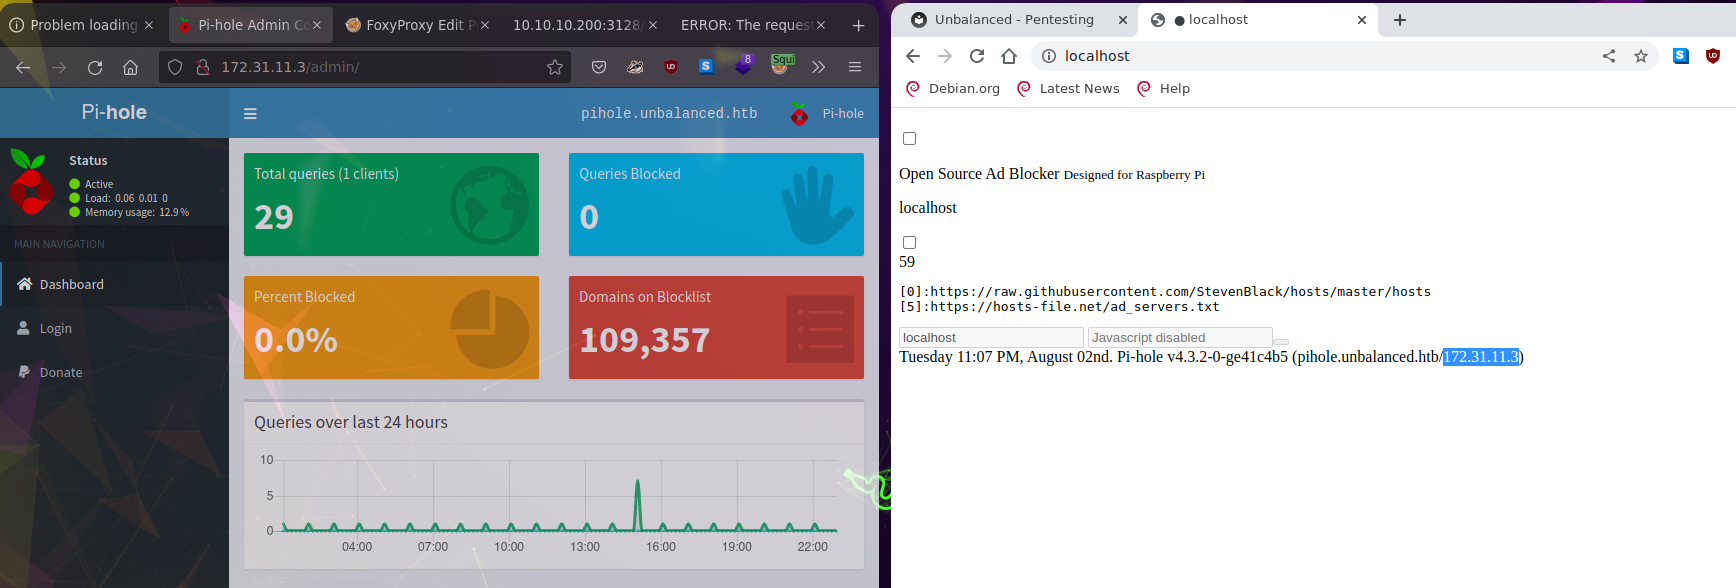 Problem loading
Pi-hole Admin Co
FoxyProxy Edit P
10.10.10.200:3128/
ERROR: The reques
172.31.11.3/admin/
8
Squi
Pi-hole
pihole.unbalanced.htb
Pi-hole
Status
Active
Load: 0.06 0.01 0
Memory usage: 12.9 %
MAIN NAVIGATION
Dashboard
Login
Donate
Total queries (1 clients)
29
Queries Blocked
0
Percent Blocked
0.0%
Domains on Blocklist
109,357
Queries over last 24 hours
10
5
0
04:00 07:00 10:00 13:00 16:00 19:00 22:00
Unbalanced - Pentesting
● localhost
localhost
Debian.org
Latest News
Help
Open Source Ad Blocker Designed for Raspberry Pi
localhost
59
[0]:https://raw.githubusercontent.com/StevenBlack/hosts/master/hosts
[5]:https://hosts-file.net/ad_servers.txt
localhost
Javascript disabled
Tuesday 11:07 PM, August 02nd. Pi-hole v4.3.2-0-ge41c4b5 (pihole.unbalanced.htb/172.31.11.3)